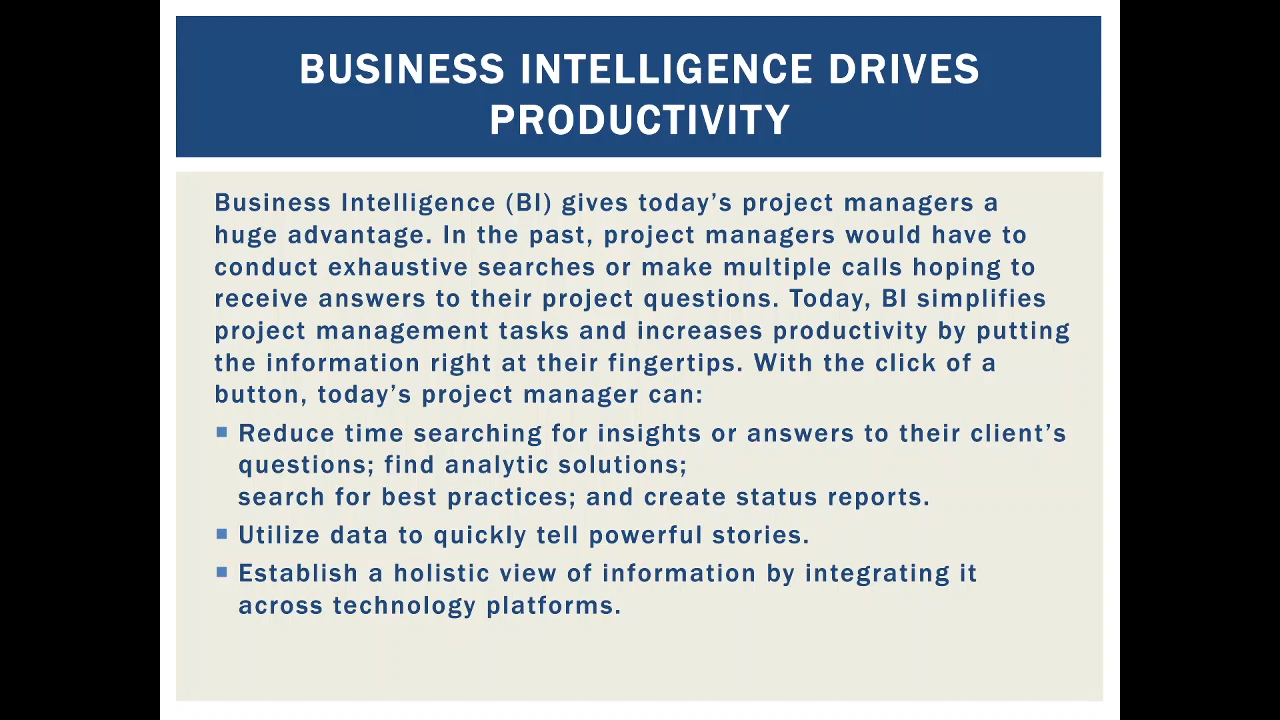 BUSINESS INTELLIGENCE DRIVES
PRODUCTIVITY
Business Intelligence (BI) gives today’s project managers a
huge advantage. In the past, project managers would have to
conduct exhaustive searches or make multiple calls hoping to
receive answers to their project questions. Today, BI simplifies
project management tasks and increases productivity by putting
the information right at their fingertips. With the click of a
button, today’s project manager can:
Reduce time searching for insights or answers to their client’s
questions; find analytic solutions;
search for best practices; and create status reports.
Utilize data to quickly tell powerful stories.
Establish a holistic view of information by integrating it
across technology platforms.